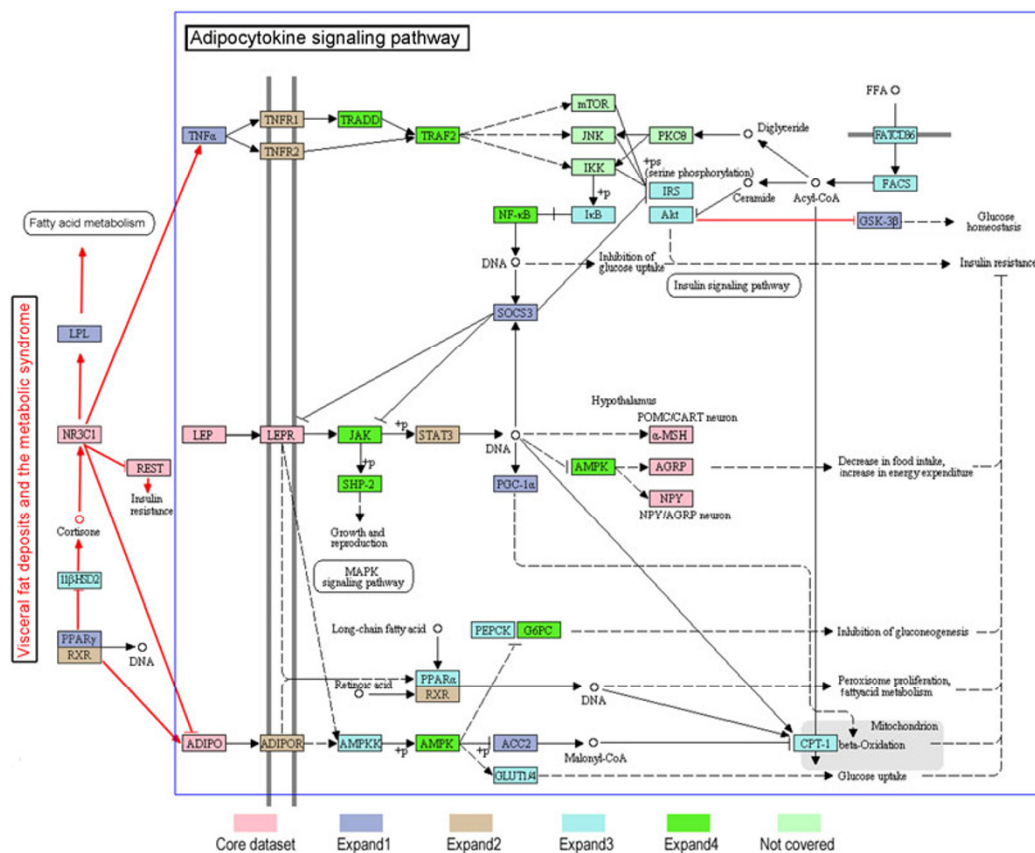 Adipocytokine signaling pathway
Visceral fat deposits and the metabolic syndrome
Fatty acid metabolism
LPL
NR3C1
REST
Insulin
resistance
Cortisone
11βHSD2
PPARγ
RXR
DNA
TNFα
TNFR1
TNFR2
TRADD
TRAF2
mTOR
JNK
IKK
PKCθ
Diglyceride
FFA
FAT/CD36
FACS
Acyl-CoA
Ceramide
+ps
(serine phosphorylation)
IRS
Akt
GSK-3β
Glucose
homeostasis
+p
NF-κB
IκB
DNA
Inhibition of
glucose uptake
Insulin resistance
Insulin signaling pathway
SOCS3
Hypothalamus
POMC/CART neuron
LEP
LEPR
JAK
+p
STAT3
DNA
α-MSH
+p
SHP-2
PGC-1α
AMPK
AGRP
NPY
NPY/AGRP neuron
Decrease in food intake,
increase in energy expenditure
Growth and
reproduction
MAPK
signaling pathway
Long-chain fatty acid
PEPCK
G6PC
Inhibition of gluconeogenesis
PPARα
RXR
Retinoic acid
DNA
Peroxisome proliferation,
fattyacid metabolism
ADIPO
ADIPOR
AMPKK
+p
AMPK
+p
ACC2
Malonyl-CoA
CPT-1
Mitochondrion
beta-Oxidation
GLUT1/4
Glucose uptake
Core dataset
Expand1
Expand2
Expand3
Expand4
Not covered